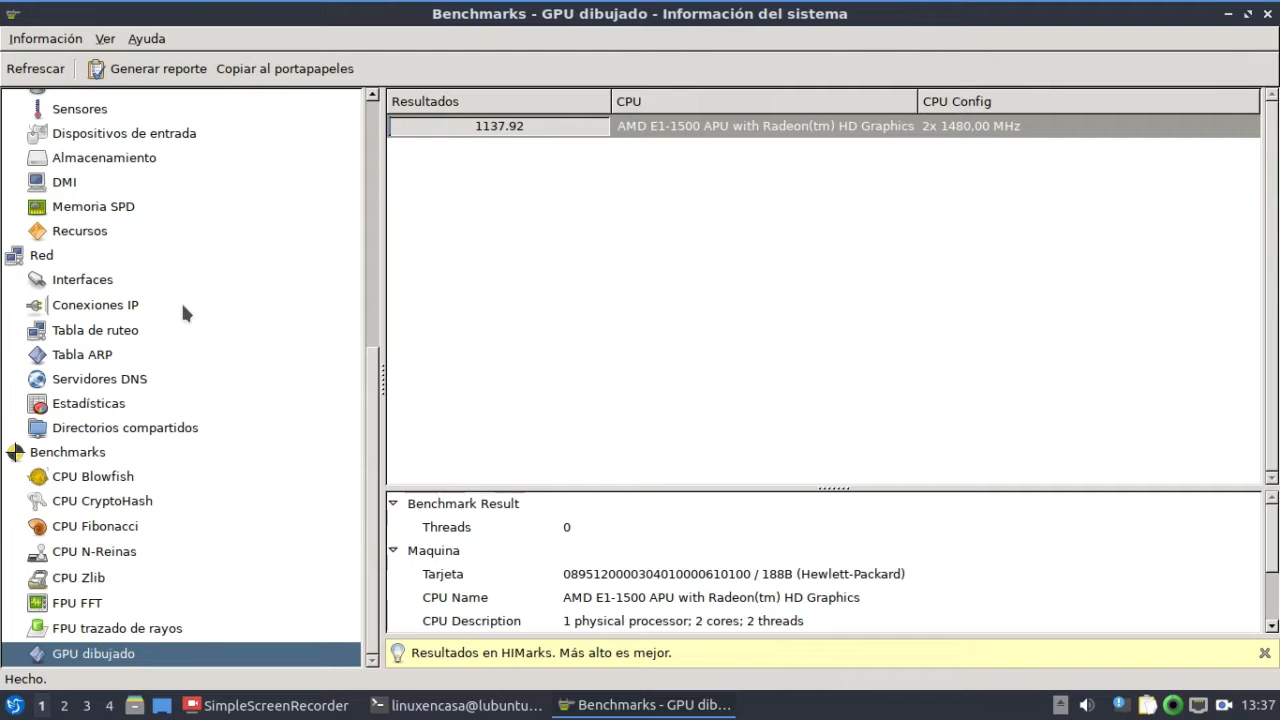 Benchmarks - GPU dibujado - Información del sistema
Información Ver Ayuda
Refrescar Generar reporte Copiar al portapapeles
Sensores
Dispositivos de entrada
Almacenamiento
DMI
Memoria SPD
Recursos
Red
Interfaces
Conexiones IP
Tabla de ruteo
Tabla ARP
Servidores DNS
Estadísticas
Directorios compartidos
Benchmarks
CPU Blowfish
CPU CryptoHash
CPU Fibonacci
CPU N-Reinas
CPU Zlib
FPU FFT
FPU trazado de rayos
GPU dibujado
Resultados CPU CPU Config
1137.92 AMD E1-1500 APU with Radeon(tm) HD Graphics 2x 1480,00 MHz
Benchmark Result
Threads 0
Maquina
Tarjeta 0895120000304010000610100 / 188B (Hewlett-Packard)
CPU Name AMD E1-1500 APU with Radeon(tm) HD Graphics
CPU Description 1 physical processor; 2 cores; 2 threads
Resultados en HIMarks. Más alto es mejor.
Hecho.
1 2 3 4 SimpleScreenRecorder linuxencasa@lubuntu... Benchmarks - GPU dib... 13:37